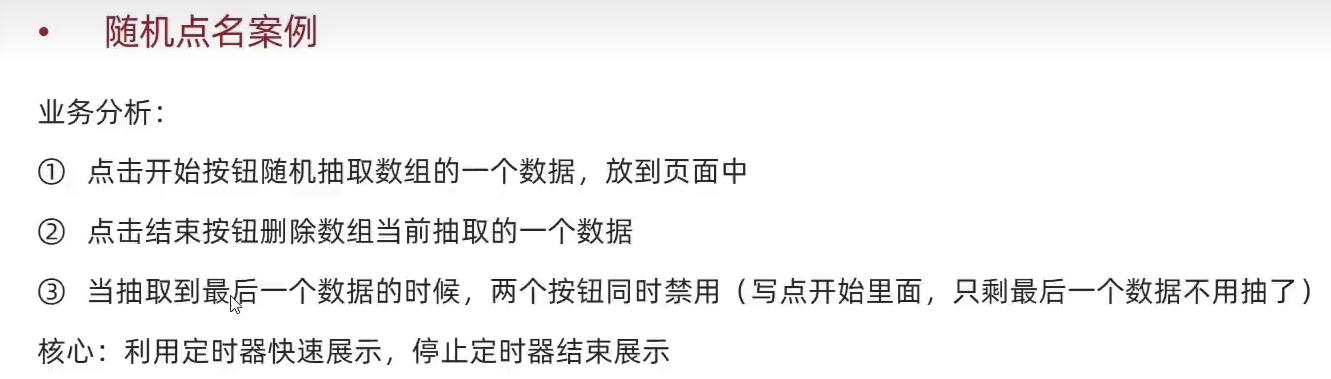 • 随机点名案例
业务分析：
① 点击开始按钮随机抽取数组的一个数据，放到页面中
② 点击结束按钮删除数组当前抽取的一个数据
③ 当抽取到最后一个数据的时候，两个按钮同时禁用（写点开始里面，只剩最后一个数据不用抽了）
核心：利用定时器快速展示，停止定时器结束展示